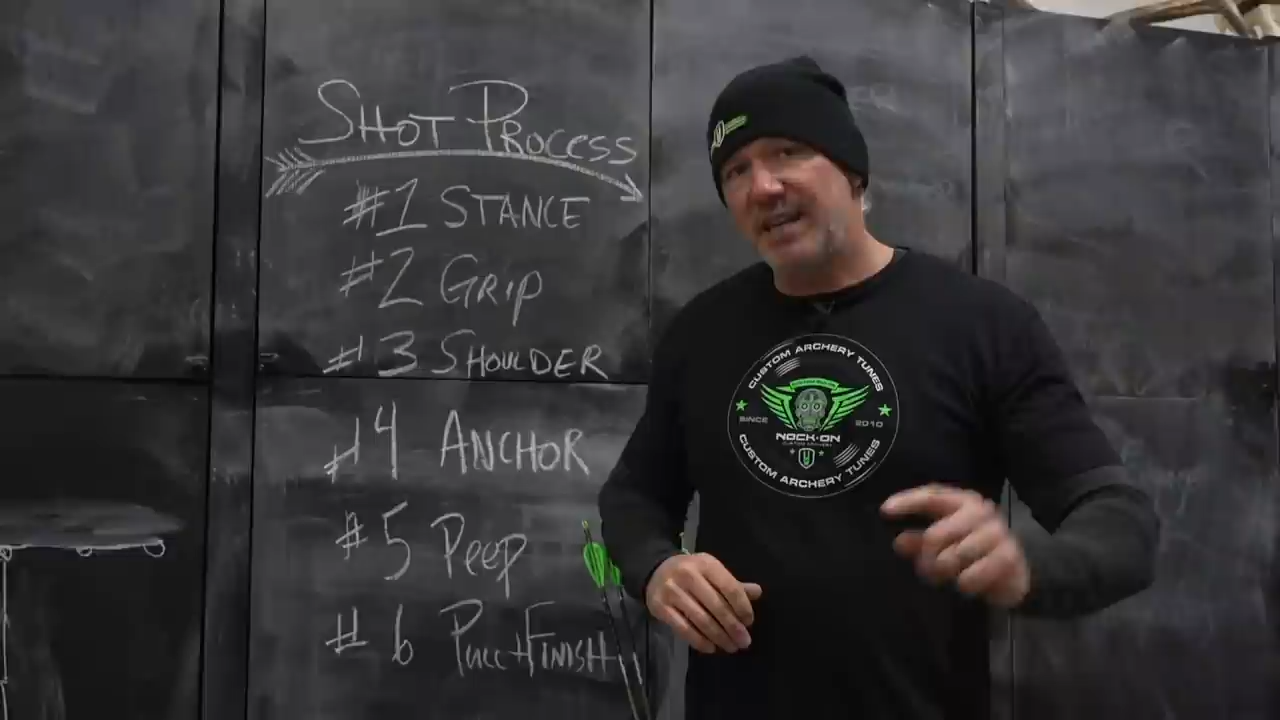 SHOT PROCESS
#1 STANCE
#2 GRIP
#3 SHOULDER
#4 ANCHOR
#5 PEEP
#6 PULL+FINISH
CUSTOM ARCHERY TUNES
SINCE 2010
NOCK·ON
CUSTOM ARCHERY TUNES